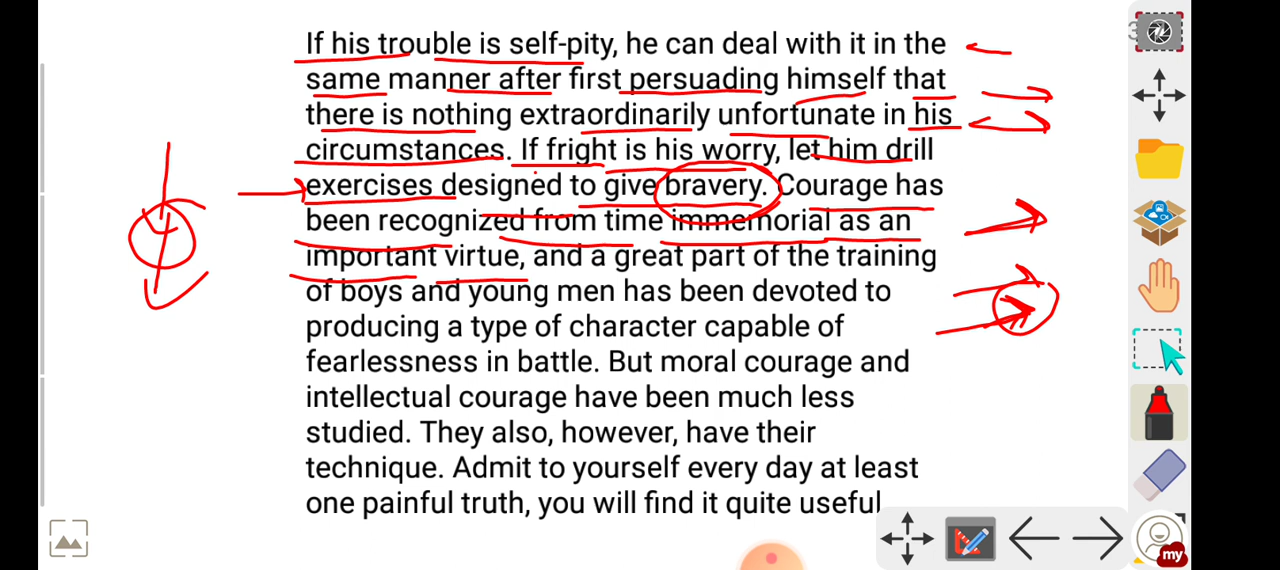 If his trouble is self-pity, he can deal with it in the
same manner after first persuading himself that
there is nothing extraordinarily unfortunate in his
circumstances. If fright is his worry, let him drill
exercises designed to give bravery. Courage has
been recognized from time immemorial as an
important virtue, and a great part of the training
of boys and young men has been devoted to
producing a type of character capable of
fearlessness in battle. But moral courage and
intellectual courage have been much less
studied. They also, however, have their
technique. Admit to yourself every day at least
one painful truth, you will find it quite useful
my